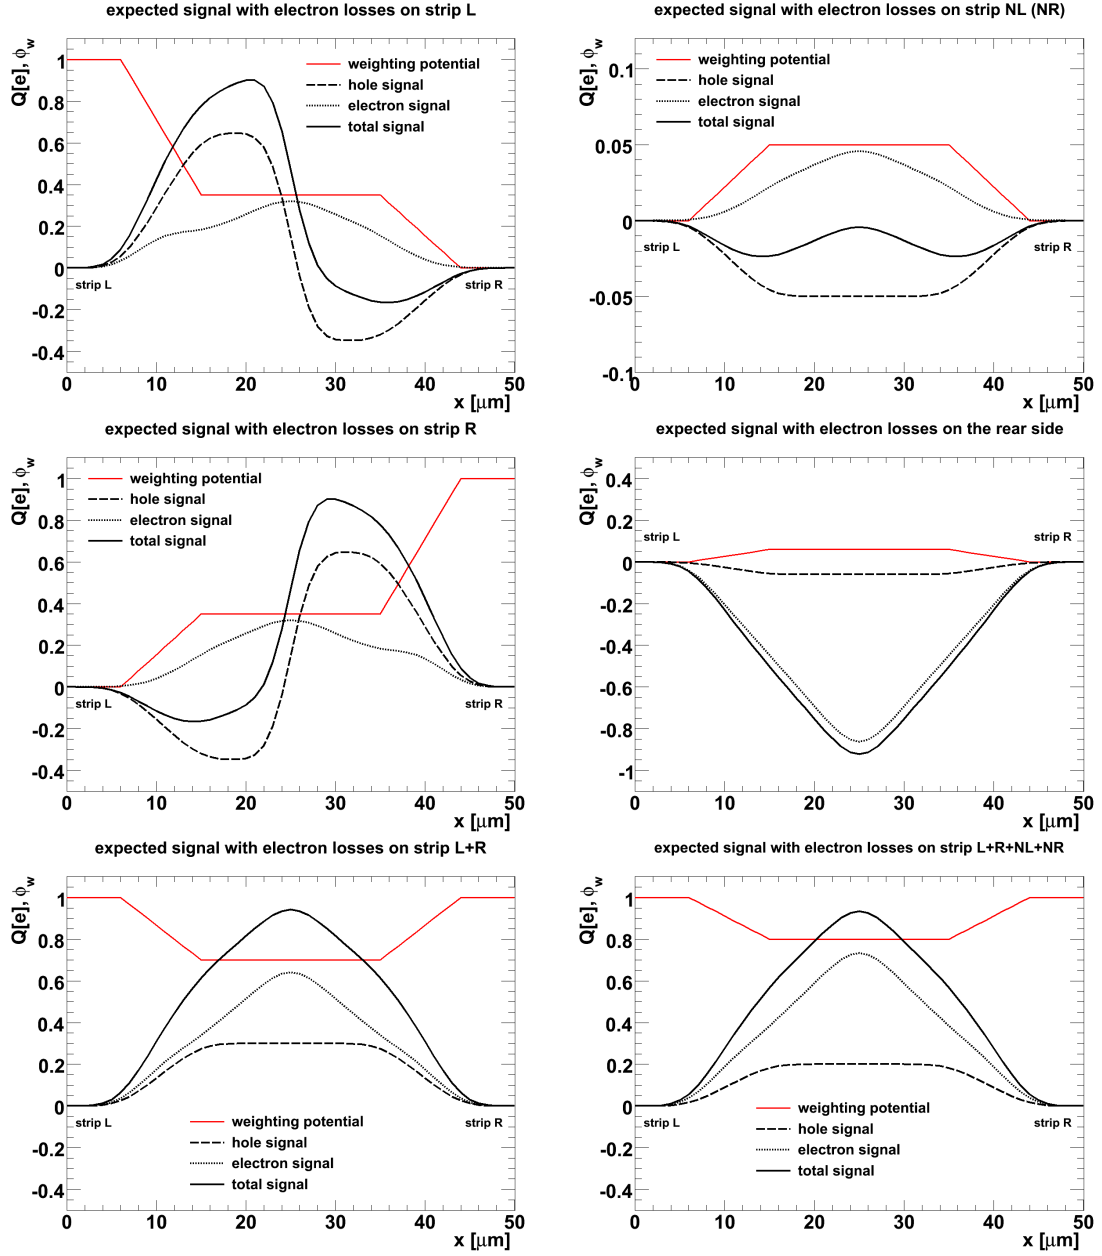 expected signal with electron losses on strip L
Q[e], ϕw
1
0.8
0.6
0.4
0.2
0
-0.2
-0.4
weighting potential
hole signal
electron signal
total signal
strip L
strip R
0 10 20 30 40 50
x [μm]
expected signal with electron losses on strip NL (NR)
Q[e], ϕw
0.1
0.05
0
-0.05
-0.1
weighting potential
hole signal
electron signal
total signal
strip L
strip R
0 10 20 30 40 50
x [μm]
expected signal with electron losses on strip R
Q[e], ϕw
1
0.8
0.6
0.4
0.2
0
-0.2
-0.4
weighting potential
hole signal
electron signal
total signal
strip L
strip R
0 10 20 30 40 50
x [μm]
expected signal with electron losses on the rear side
Q[e], ϕw
0.4
0.2
0
-0.2
-0.4
-0.6
-0.8
-1
strip L
strip R
0 10 20 30 40 50
x [μm]
expected signal with electron losses on strip L+R
Q[e], ϕw
1
0.8
0.6
0.4
0.2
0
-0.2
-0.4
strip L
strip R
weighting potential
hole signal
electron signal
total signal
0 10 20 30 40 50
x [μm]
expected signal with electron losses on strip L+R+NL+NR
Q[e], ϕw
1
0.8
0.6
0.4
0.2
0
-0.2
-0.4
strip L
strip R
weighting potential
hole signal
electron signal
total signal
0 10 20 30 40 50
x [μm]